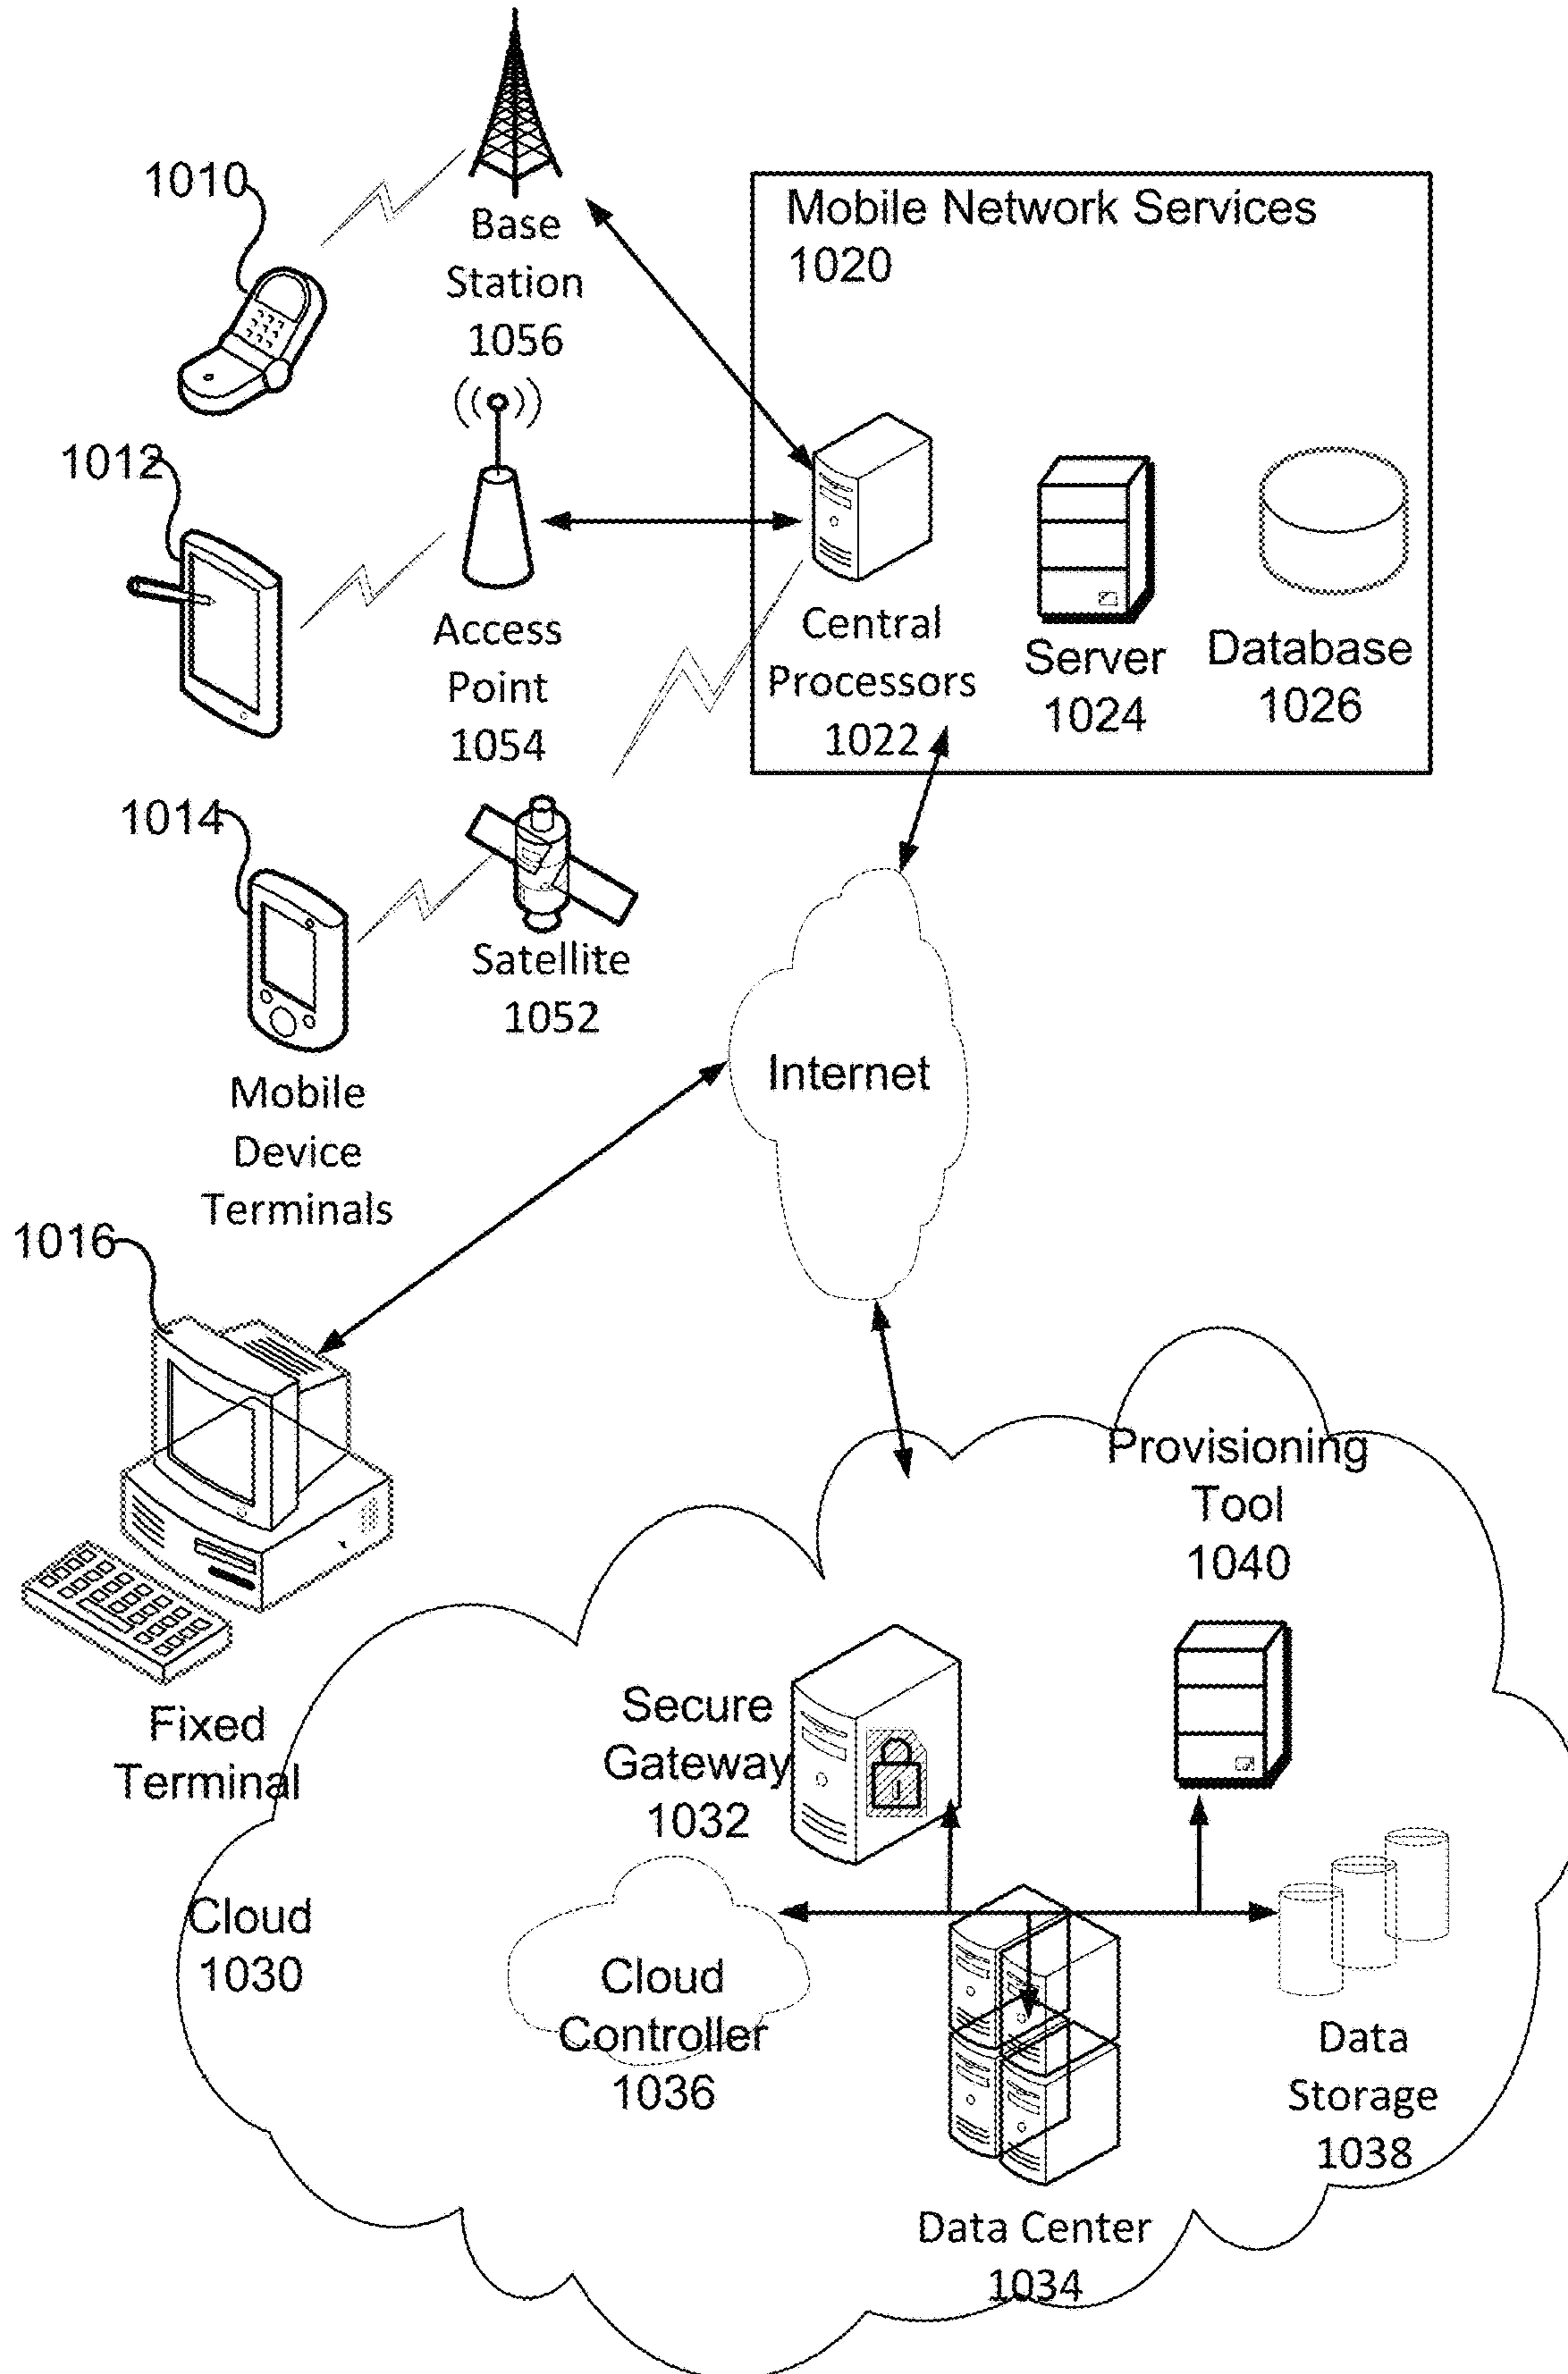 1010
Base
Station
1056
Mobile Network Services
1020
1012
Access
Point
1054
Central
Processors
1022
Server
1024
Database
1026
1014
Satellite
1052
Mobile
Device
Terminals
Internet
1016
Fixed
Terminal
Provisioning
Tool
1040
Secure
Gateway
1032
Cloud
1030
Cloud
Controller
1036
Data
Storage
1038
Data Center
1034